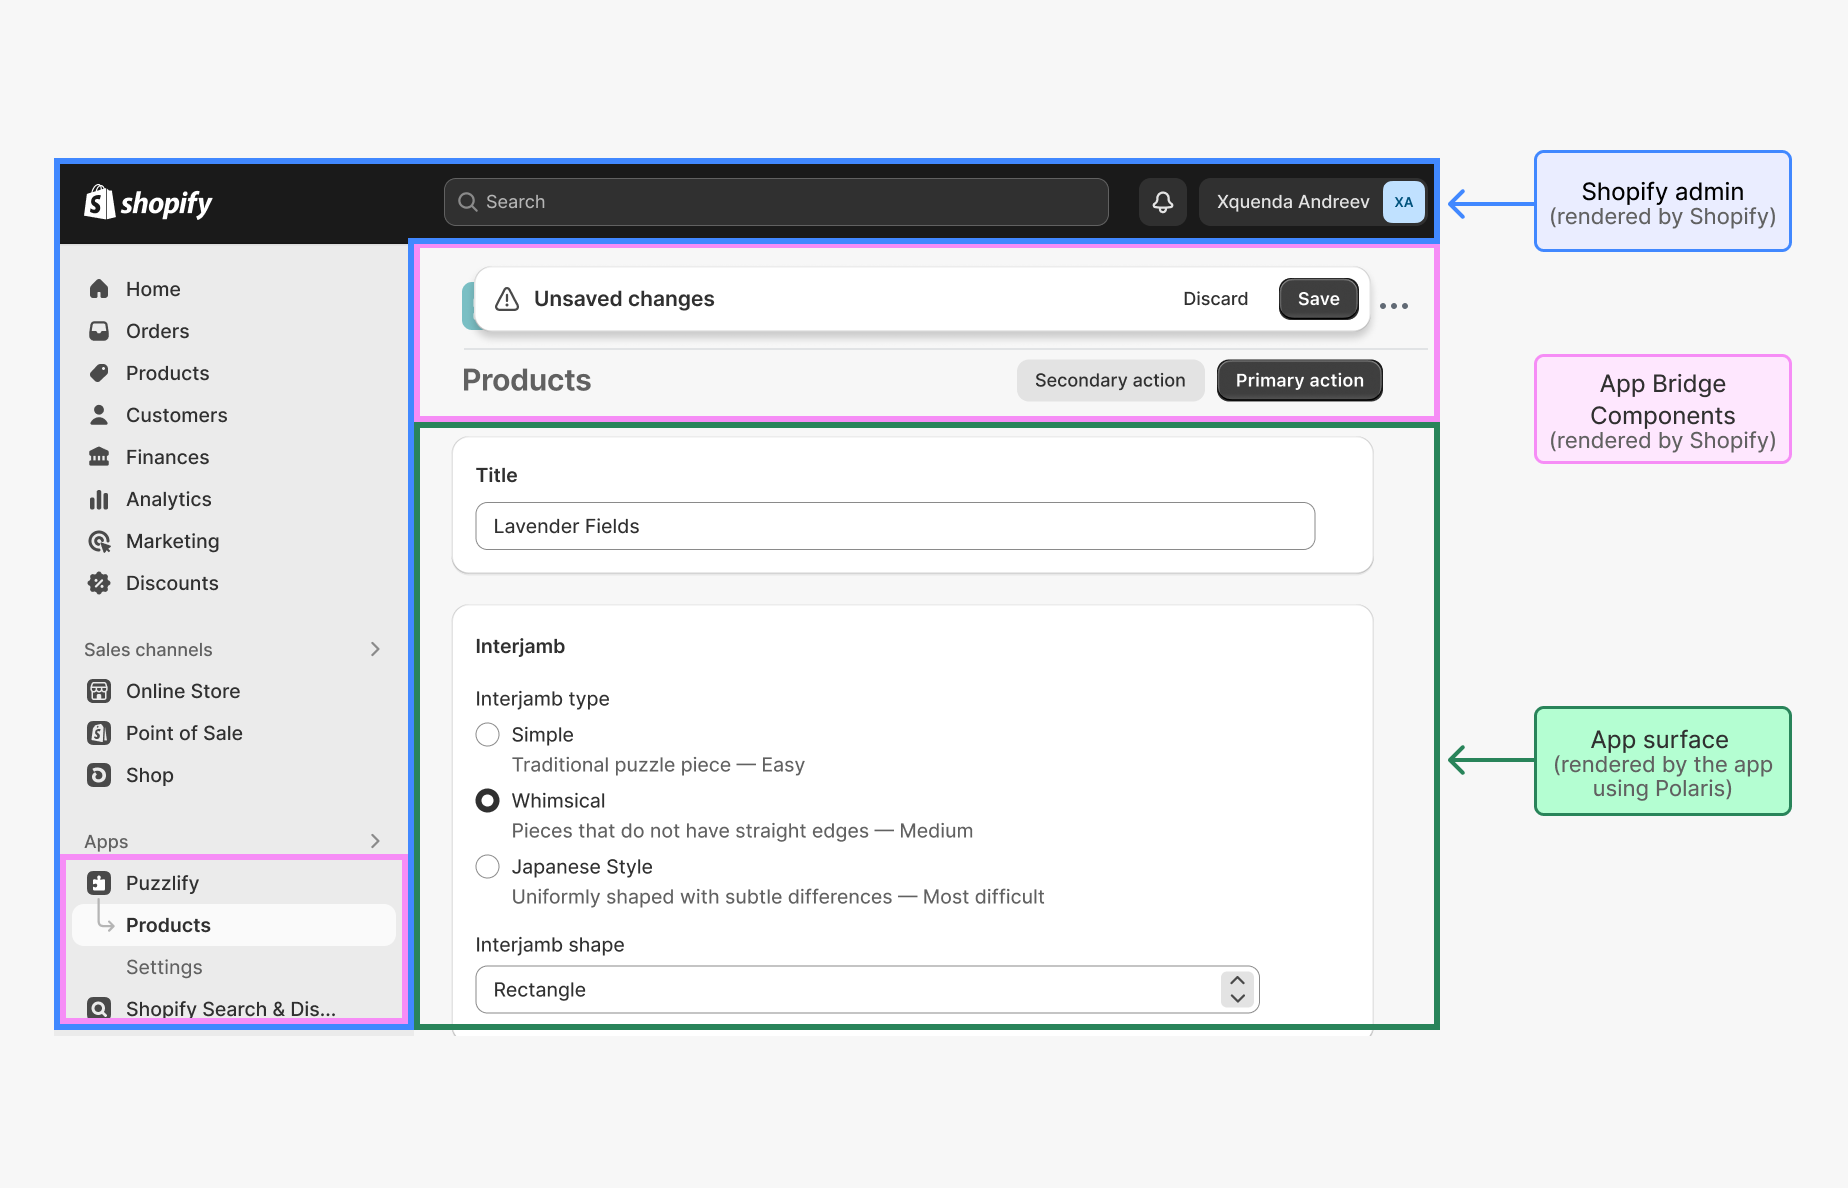 shopify
Search
Xquenda Andreev
XA
Home
Orders
Products
Customers
Finances
Analytics
Marketing
Discounts
Sales channels
Online Store
Point of Sale
Shop
Apps
Puzzlify
Products
Settings
Shopify Search & Dis...
Unsaved changes
Discard
Save
Products
Secondary action
Primary action
Title
Lavender Fields
Interjamb
Interjamb type
Simple
Traditional puzzle piece — Easy
Whimsical
Pieces that do not have straight edges — Medium
Japanese Style
Uniformly shaped with subtle differences — Most difficult
Interjamb shape
Rectangle
Shopify admin
(rendered by Shopify)
App Bridge
Components
(rendered by Shopify)
App surface
(rendered by the app
using Polaris)